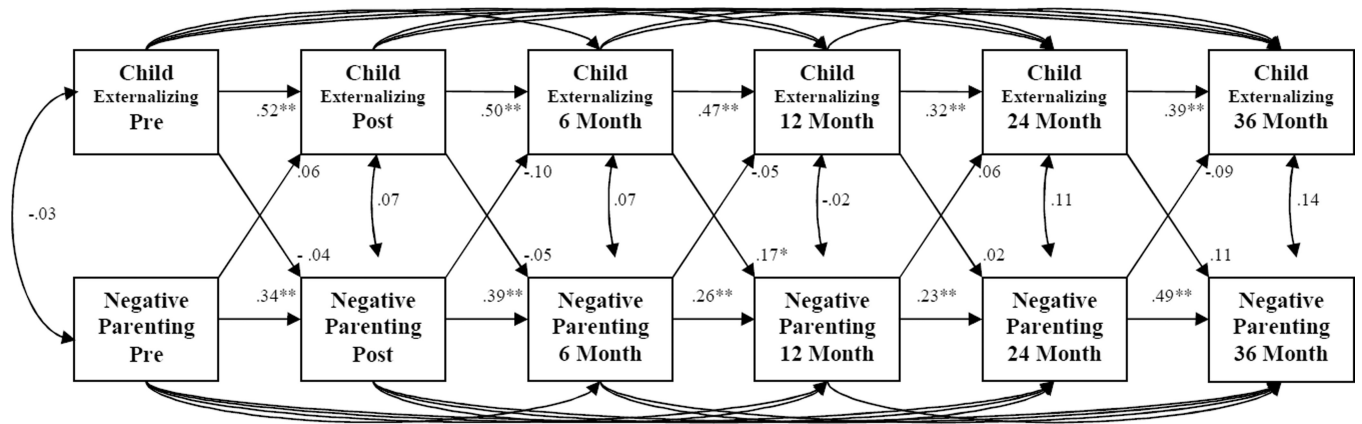 Child
Externalizing
Pre
Child
Externalizing
Post
Child
Externalizing
6 Month
Child
Externalizing
12 Month
Child
Externalizing
24 Month
Child
Externalizing
36 Month
.52**
.50**
.47**
.32**
.39**
.06
-.10
-.05
.06
-.09
-.03
.07
.07
-.02
.11
.14
- .04
-.05
.17*
.02
.11
.34**
.39**
.26**
.23**
.49**
Negative
Parenting
Pre
Negative
Parenting
Post
Negative
Parenting
6 Month
Negative
Parenting
12 Month
Negative
Parenting
24 Month
Negative
Parenting
36 Month